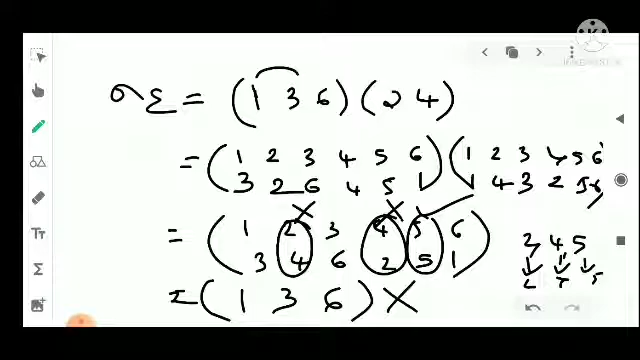 σΣ = (1 3 6)(2 4)
= (1 2 3 4 5 6)(1 2 3 4 5 6)
(3 2 6 4 5 1)(1 4 3 2 5 6)
= (1 2 3 4 5 6)
(3 4 6 2 5 1)
2 4 5
= (1 3 6) X
Tт
Σ